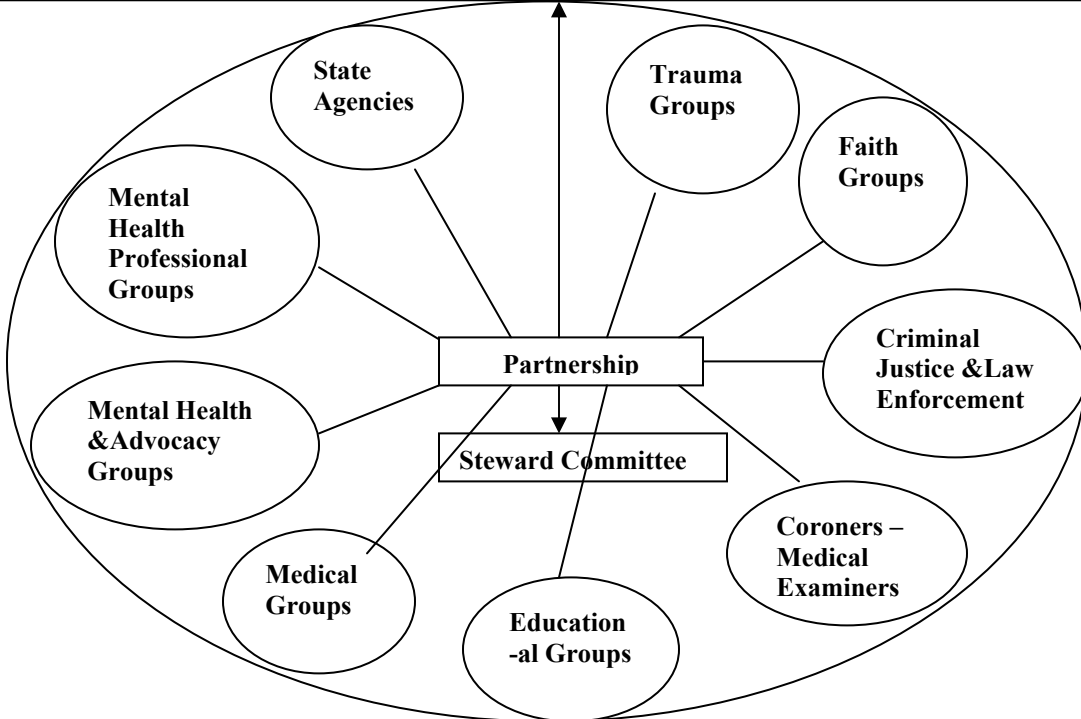 State
Agencies
Trauma
Groups
Faith
Groups
Mental
Health
Professional
Groups
Partnership
Criminal
Justice &Law
Enforcement
Mental Health
&Advocacy
Groups
Steward Committee
Coroners –
Medical
Examiners
Medical
Groups
Education
-al Groups